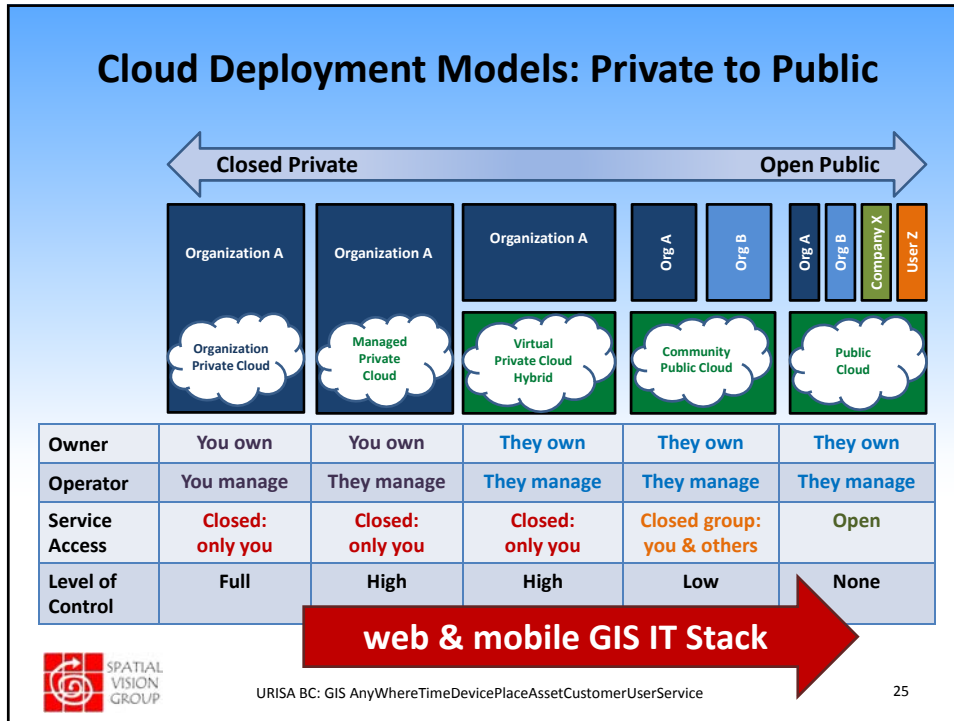 Cloud Deployment Models: Private to Public
Closed Private
Open Public
Organization A
Organization A
Organization A
Org A
Org B
Org A
Org B
Company X
User Z
Organization
Private Cloud
Managed
Private
Cloud
Virtual
Private Cloud
Hybrid
Community
Public Cloud
Public
Cloud
Owner
You own
You own
They own
They own
They own
Operator
You manage
They manage
They manage
They manage
They manage
Service
Access
Closed:
only you
Closed:
only you
Closed:
only you
Closed group:
you & others
Open
Level of
Control
Full
High
High
Low
None
web & mobile GIS IT Stack
SPATIAL
VISION
GROUP
URISA BC: GIS AnyWhereTimeDevicePlaceAssetCustomerUserService
25